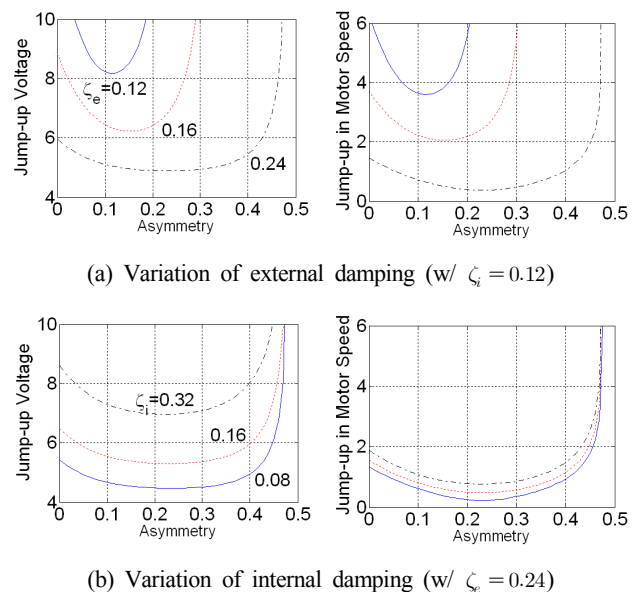 Jump-up Voltage
10
8
6
4
ζe=0.12
0.16
0.24
0 0.1 0.2 0.3 0.4 0.5
Asymmetry
Jump-up in Motor Speed
6
4
2
0
0 0.1 0.2 0.3 0.4 0.5
Asymmetry
(a) Variation of external damping (w/ ζi = 0.12)
Jump-up Voltage
10
8
6
4
ζi=0.32
0.16
0.08
0 0.1 0.2 0.3 0.4 0.5
Asymmetry
Jump-up in Motor Speed
6
4
2
0
0 0.1 0.2 0.3 0.4 0.5
Asymmetry
(b) Variation of internal damping (w/ ζe = 0.24)